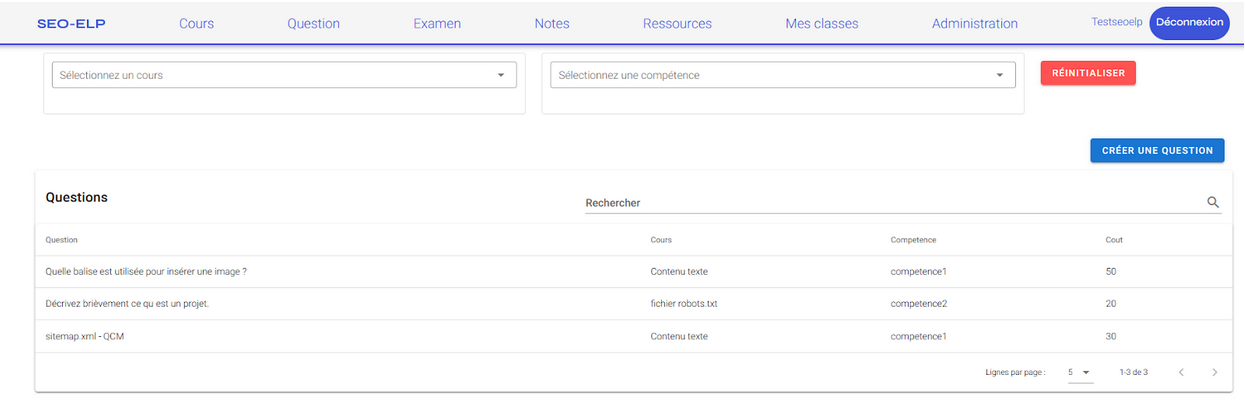 SEO-ELP Cours Question Examen Notes Ressources Mes classes Administration Testseoelp Déconnexion
Sélectionnez un cours Sélectionnez une compétence RÉINITIALISER
CRÉER UNE QUESTION
Questions Rechercher
Question Cours Competence Cout
Quelle balise est utilisée pour insérer une image ? Contenu texte competence1 50
Décrivez brièvement ce qu est un projet. fichier robots.txt competence2 20
sitemap.xml - QCM Contenu texte competence1 30
Lignes par page : 5 1-3 de 3